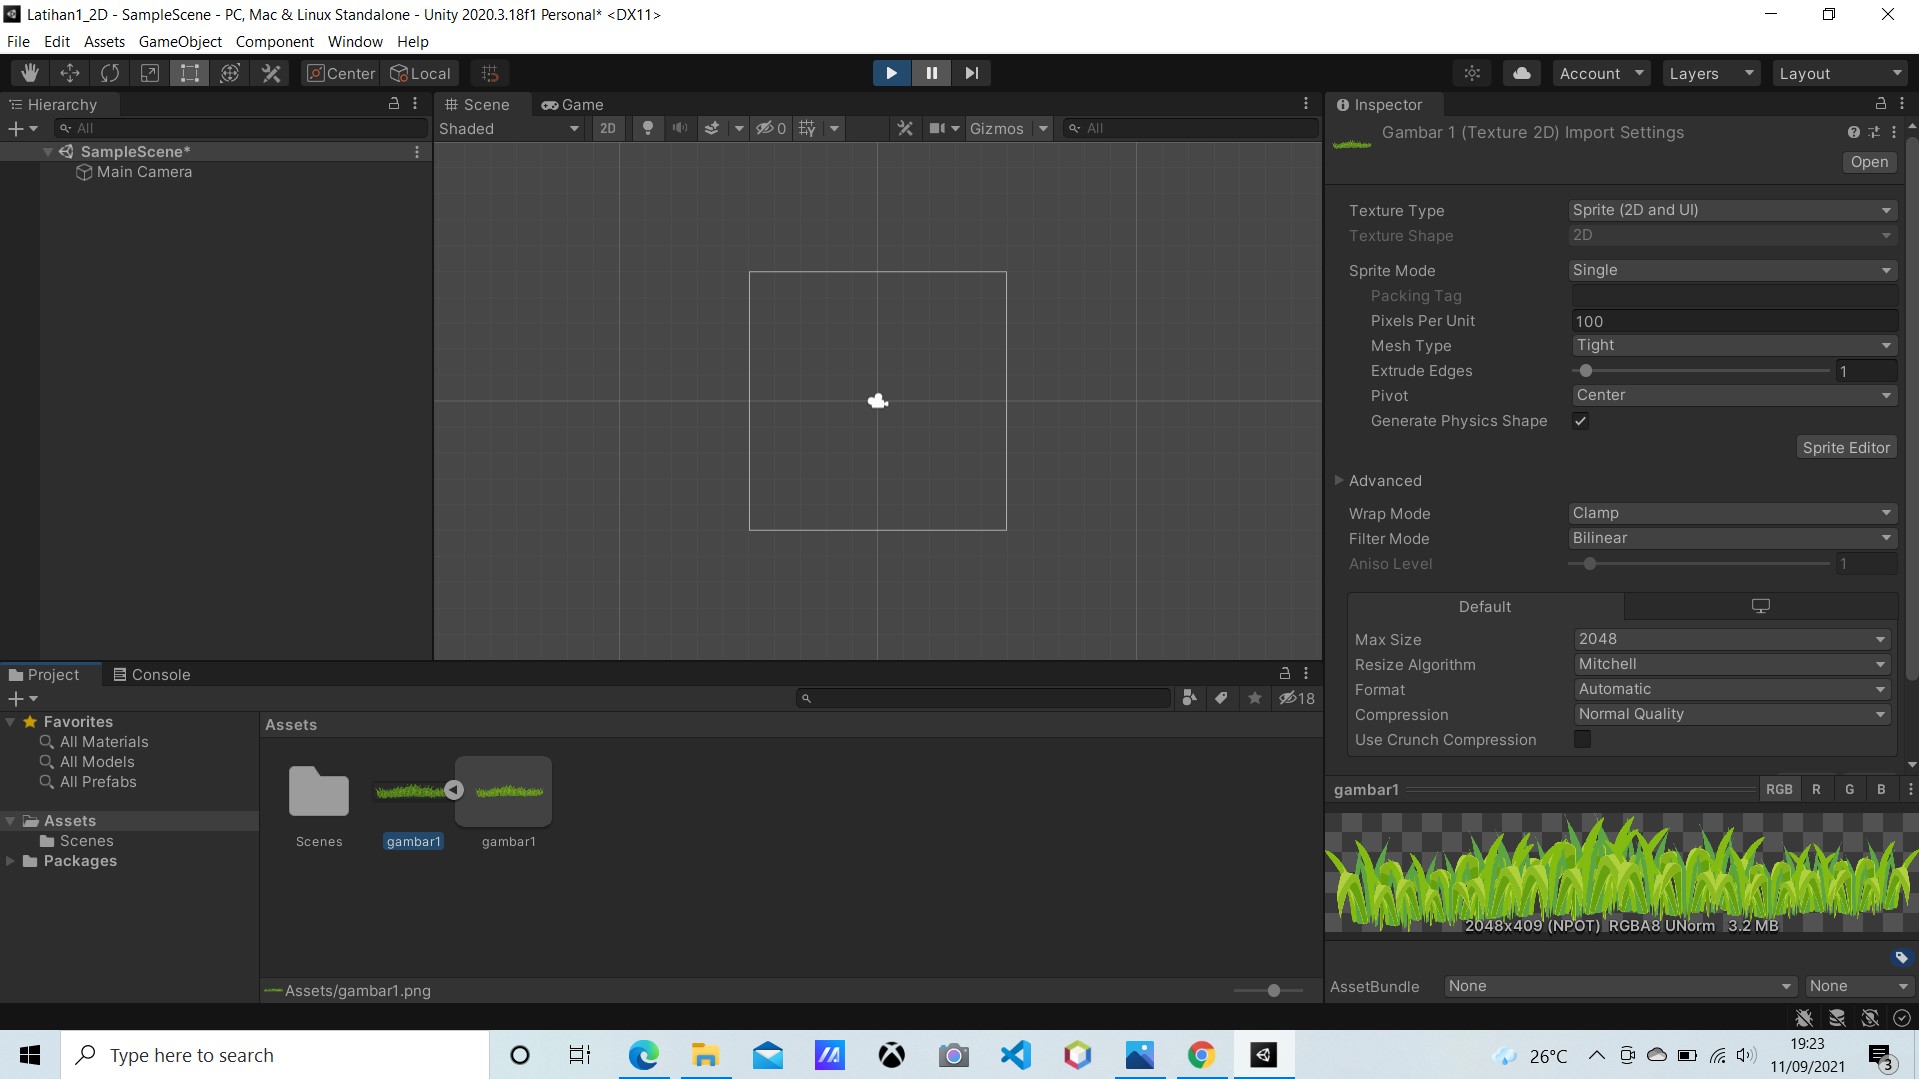 Latihan1_2D - SampleScene - PC, Mac & Linux Standalone - Unity 2020.3.18f1 Personal* <DX11>
File Edit Assets GameObject Component Window Help
Center Local Account Layers Layout
Hierarchy
All
SampleScene*
Main Camera
Scene Game
Shaded 2D 0 Gizmos All
Inspector
Gambar 1 (Texture 2D) Import Settings
Open
Texture Type Sprite (2D and UI)
Texture Shape 2D
Sprite Mode Single
Packing Tag
Pixels Per Unit 100
Mesh Type Tight
Extrude Edges 1
Pivot Center
Generate Physics Shape
Sprite Editor
Advanced
Wrap Mode Clamp
Filter Mode Bilinear
Aniso Level 1
Default
Max Size 2048
Resize Algorithm Mitchell
Format Automatic
Compression Normal Quality
Use Crunch Compression
Project Console
18
Favorites
All Materials
All Models
All Prefabs
Assets
Scenes
Packages
Assets
Scenes gambar1 gambar1
Assets/gambar1.png
gambar1 RGB R G B
2048x409 (NPOT) RGBA8 UNorm 3.2 MB
AssetBundle None None
Type here to search
26°C
19:23
11/09/2021
3